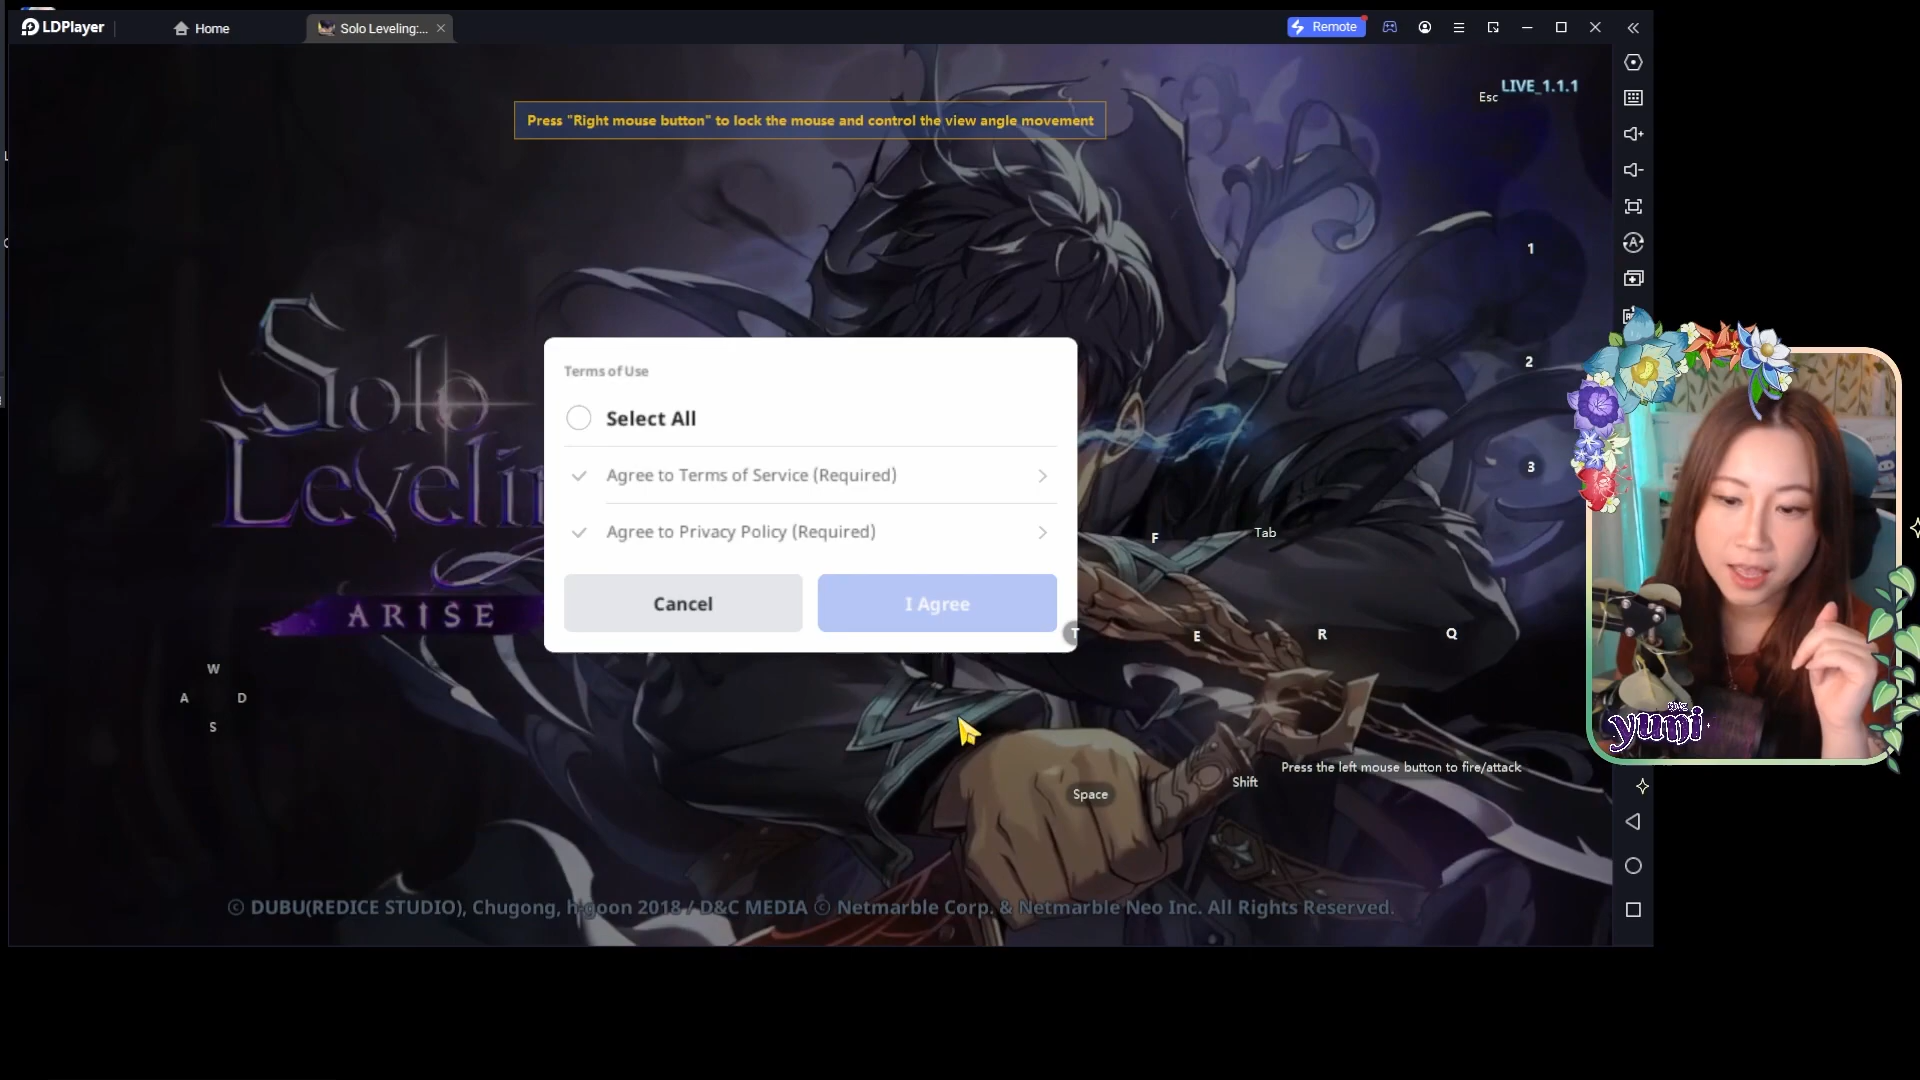 LDPlayer
Home
Solo Leveling:...
Remote
LIVE_1.1.1
Esc
Press "Right mouse button" to lock the mouse and control the view angle movement
1
2
3
Solo
Levelin
ARISE
Terms of Use
Select All
Agree to Terms of Service (Required)
Agree to Privacy Policy (Required)
Cancel
I Agree
F
Tab
T
E
R
Q
W
A
D
S
Space
Shift
Press the left mouse button to fire/attack
yumi
© DUBU(REDICE STUDIO), Chugong, h-goon 2018 / D&C MEDIA © Netmarble Corp. & Netmarble Neo Inc. All Rights Reserved.